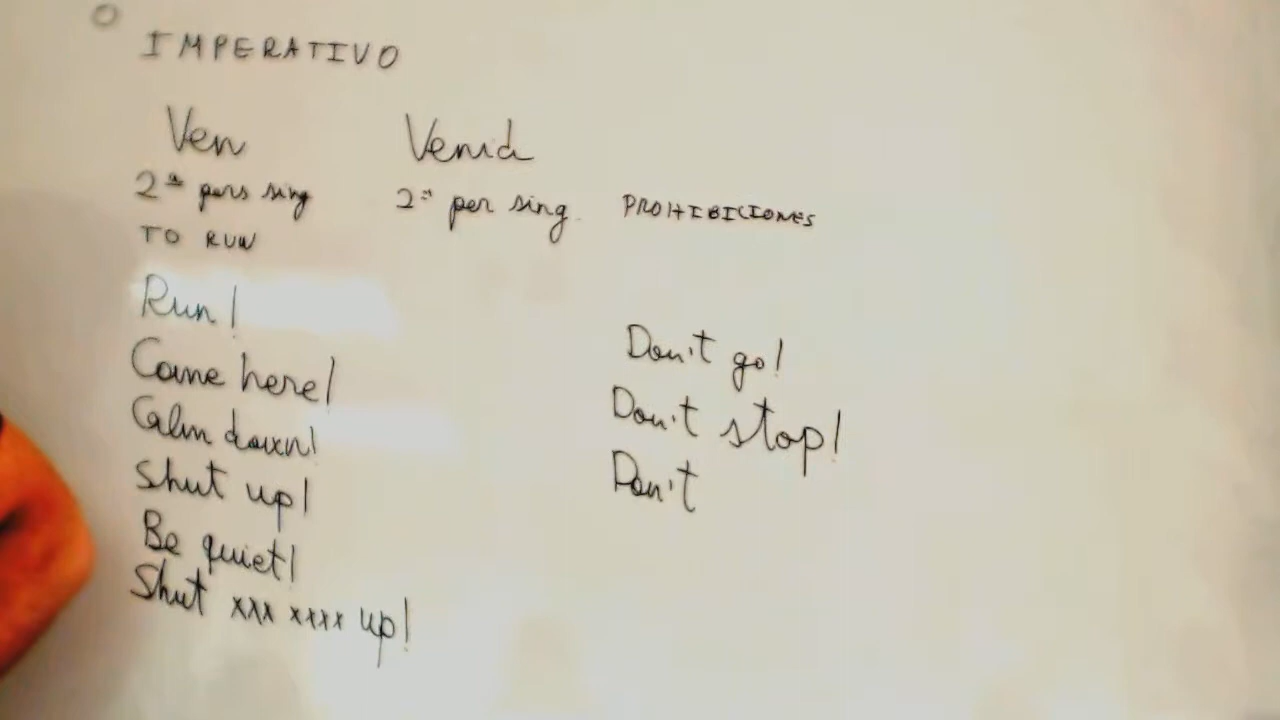 IMPERATIVO
Ven Venid
2ª pers sing 2ª per sing. PROHIBICIONES
TO RUN
Run!
Come here!
Calm down!
Shut up!
Be quiet!
Shut xxx xxxx up!
Don't go!
Don't stop!
Don't